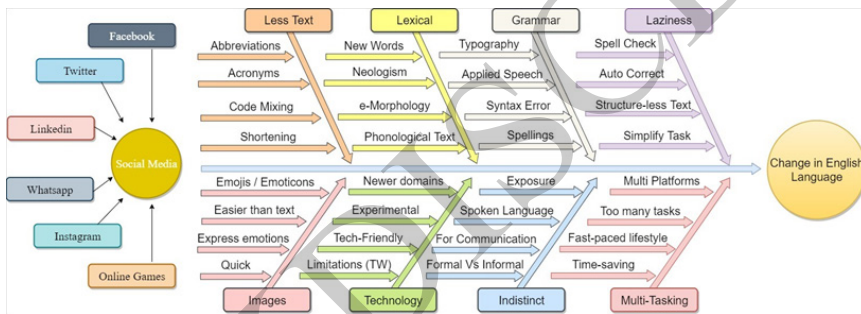 Facebook
Twitter
Linkedin
Whatsapp
Instagram
Online Games
Social Media
Less Text
Abbreviations
Acronyms
Code Mixing
Shortening
Lexical
New Words
Neologism
e-Morphology
Phonological Text
Grammar
Typography
Applied Speech
Syntax Error
Spellings
Laziness
Spell Check
Auto Correct
Structure-less Text
Simplify Task
Change in English
Language
Emojis / Emoticons
Easier than text
Express emotions
Quick
Images
Newer domains
Experimental
Tech-Friendly
Limitations (TW)
Technology
Exposure
Spoken Language
For Communication
Formal Vs Informal
Indistinct
Multi Platforms
Too many tasks
Fast-paced lifestyle
Time-saving
Multi-Tasking